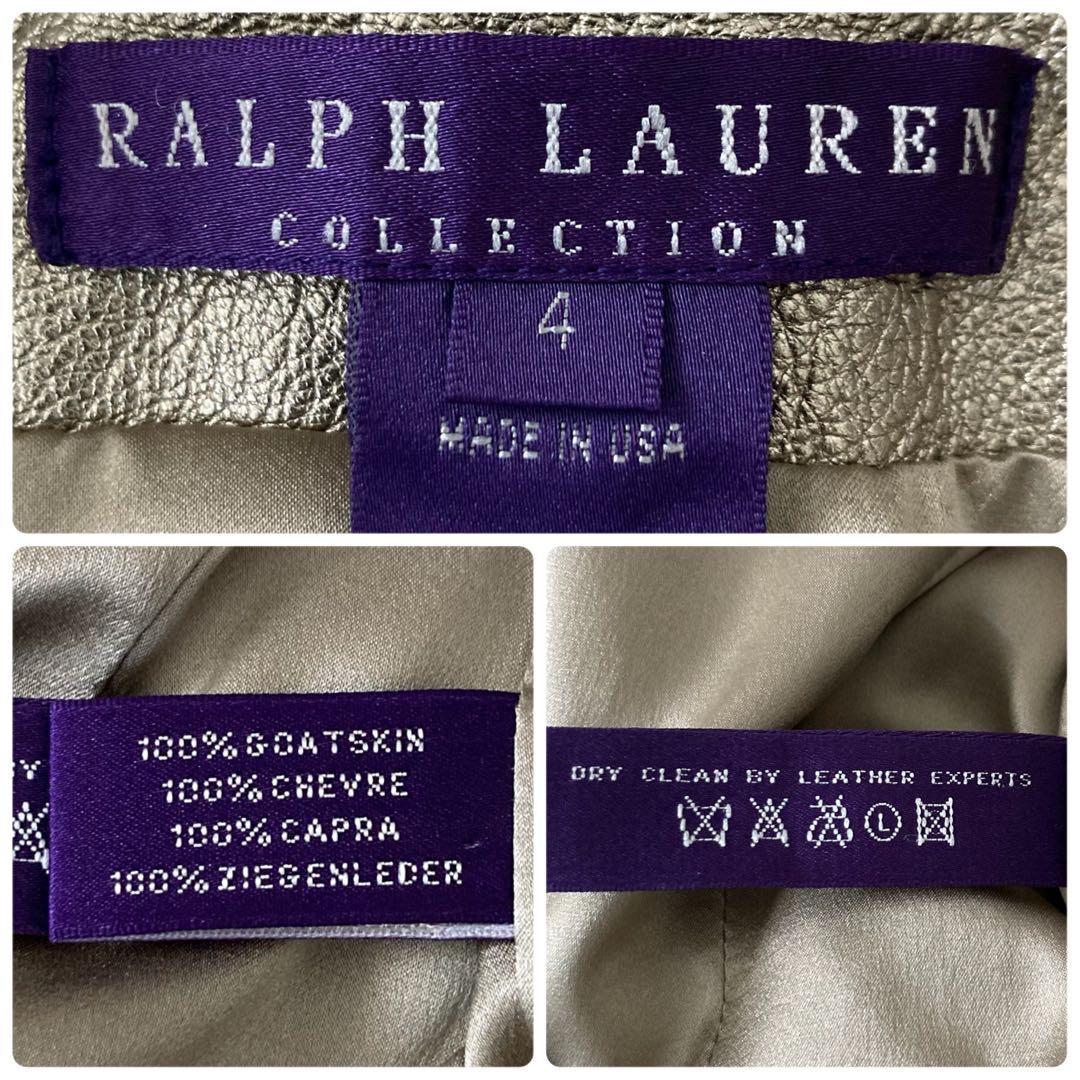 RALPH LAUREN
COLLECTION
4
MADE IN USA
BY
100% GOATSKIN
100% CHEVRE
100% CAPRA
100% ZIEGENLEDER
DRY CLEAN BY LEATHER EXPERTS
L